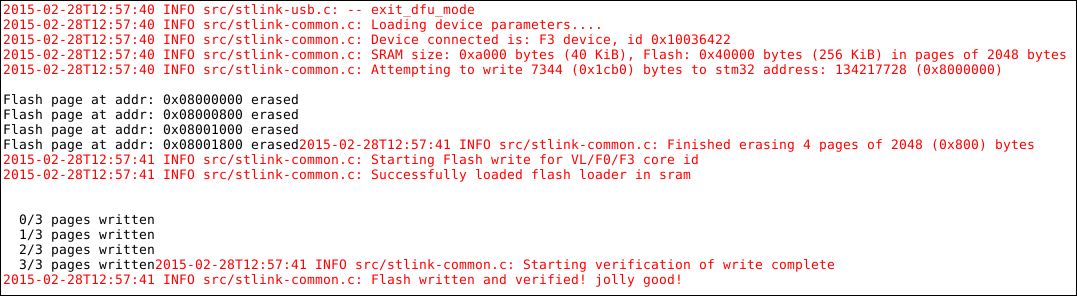 2015-02-28T12:57:40 INFO src/stlink-usb.c: -- exit_dfu_mode
2015-02-28T12:57:40 INFO src/stlink-common.c: Loading device parameters....
2015-02-28T12:57:40 INFO src/stlink-common.c: Device connected is: F3 device, id 0x10036422
2015-02-28T12:57:40 INFO src/stlink-common.c: SRAM size: 0xa000 bytes (40 KiB), Flash: 0x40000 bytes (256 KiB) in pages of 2048 bytes
2015-02-28T12:57:40 INFO src/stlink-common.c: Attempting to write 7344 (0x1cb0) bytes to stm32 address: 134217728 (0x8000000)
Flash page at addr: 0x08000000 erased
Flash page at addr: 0x08000800 erased
Flash page at addr: 0x08001000 erased
Flash page at addr: 0x08001800 erased2015-02-28T12:57:41 INFO src/stlink-common.c: Finished erasing 4 pages of 2048 (0x800) bytes
2015-02-28T12:57:41 INFO src/stlink-common.c: Starting Flash write for VL/F0/F3 core id
2015-02-28T12:57:41 INFO src/stlink-common.c: Successfully loaded flash loader in sram
0/3 pages written
1/3 pages written
2/3 pages written
3/3 pages written2015-02-28T12:57:41 INFO src/stlink-common.c: Starting verification of write complete
2015-02-28T12:57:41 INFO src/stlink-common.c: Flash written and verified! jolly good!